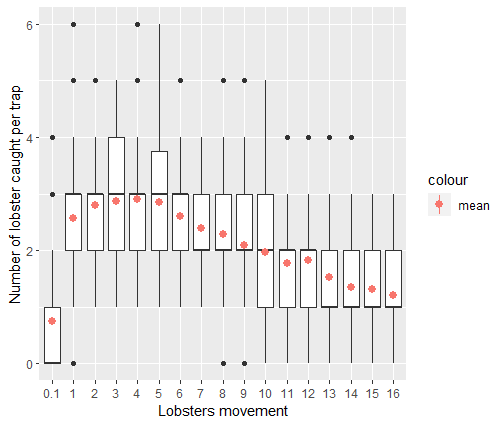 Number of lobster caught per trap
6
4
2
0
0.1 1 2 3 4 5 6 7 8 9 10 11 12 13 14 15 16
Lobsters movement
colour
mean